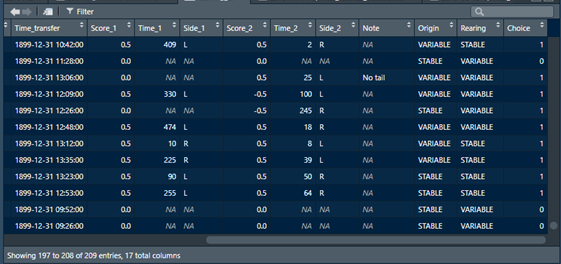 Filter
Time_transfer Score_1 Time_1 Side_1 Score_2 Time_2 Side_2 Note Origin Rearing Choice
1899-12-31 10:42:00 0.5 409 L 0.5 2 R NA VARIABLE STABLE 1
1899-12-31 11:28:00 0.0 NA NA 0.0 NA NA NA STABLE VARIABLE 0
1899-12-31 13:06:00 0.0 NA NA 0.5 25 L No tail VARIABLE VARIABLE 1
1899-12-31 12:09:00 0.5 330 L -0.5 100 L NA VARIABLE VARIABLE 1
1899-12-31 12:26:00 0.0 NA NA -0.5 245 R NA STABLE VARIABLE 1
1899-12-31 12:48:00 0.5 474 L 0.5 18 R NA VARIABLE VARIABLE 1
1899-12-31 13:12:00 0.5 10 R 0.5 8 L NA VARIABLE STABLE 1
1899-12-31 13:35:00 0.5 225 R 0.5 39 L NA VARIABLE STABLE 1
1899-12-31 13:23:00 0.5 90 L 0.5 50 R NA STABLE STABLE 1
1899-12-31 12:53:00 0.5 255 L 0.5 64 R NA VARIABLE STABLE 1
1899-12-31 09:52:00 0.0 NA NA 0.0 NA NA NA STABLE VARIABLE 0
1899-12-31 09:26:00 0.0 NA NA 0.0 NA NA NA STABLE VARIABLE 0
Showing 197 to 208 of 209 entries, 17 total columns